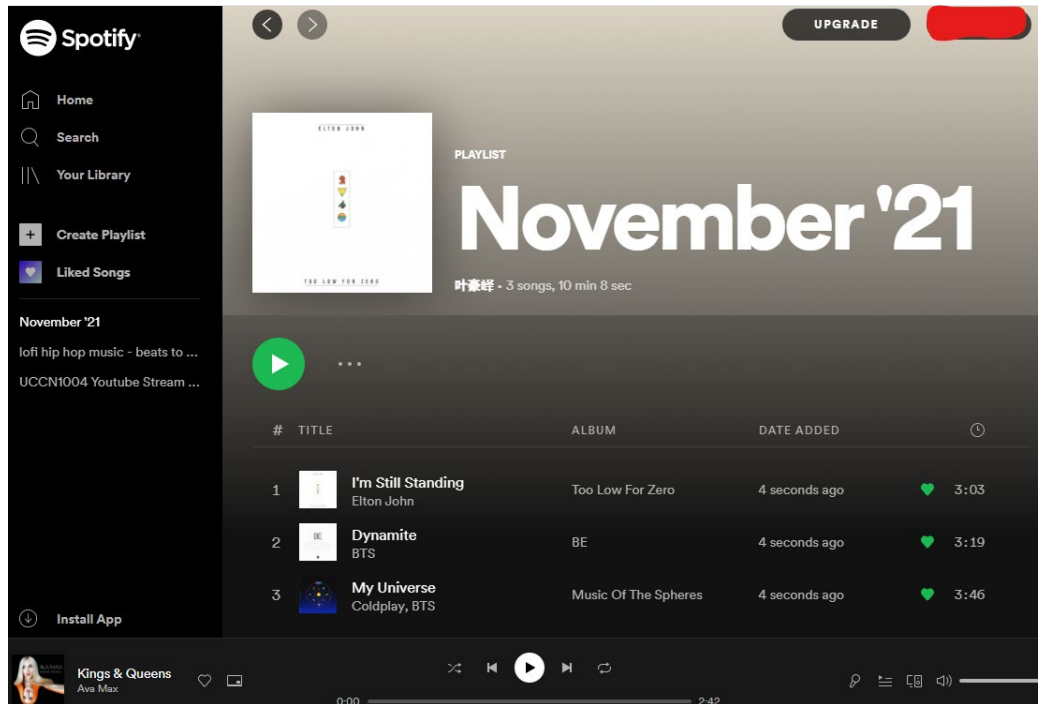 Spotify
Home
Search
Your Library
Create Playlist
Liked Songs
November '21
lofi hip hop music - beats to ...
UCCN1004 Youtube Stream ...
Install App
UPGRADE
ELTON JOHN
TOO LOW FOR ZERO
PLAYLIST
November '21
叶豪峄 • 3 songs, 10 min 8 sec
# TITLE ALBUM DATE ADDED
1 I'm Still Standing Too Low For Zero 4 seconds ago 3:03
Elton John
2 Dynamite BE 4 seconds ago 3:19
BTS
3 My Universe Music Of The Spheres 4 seconds ago 3:46
Coldplay, BTS
Kings & Queens
Ava Max
0:00 2:42